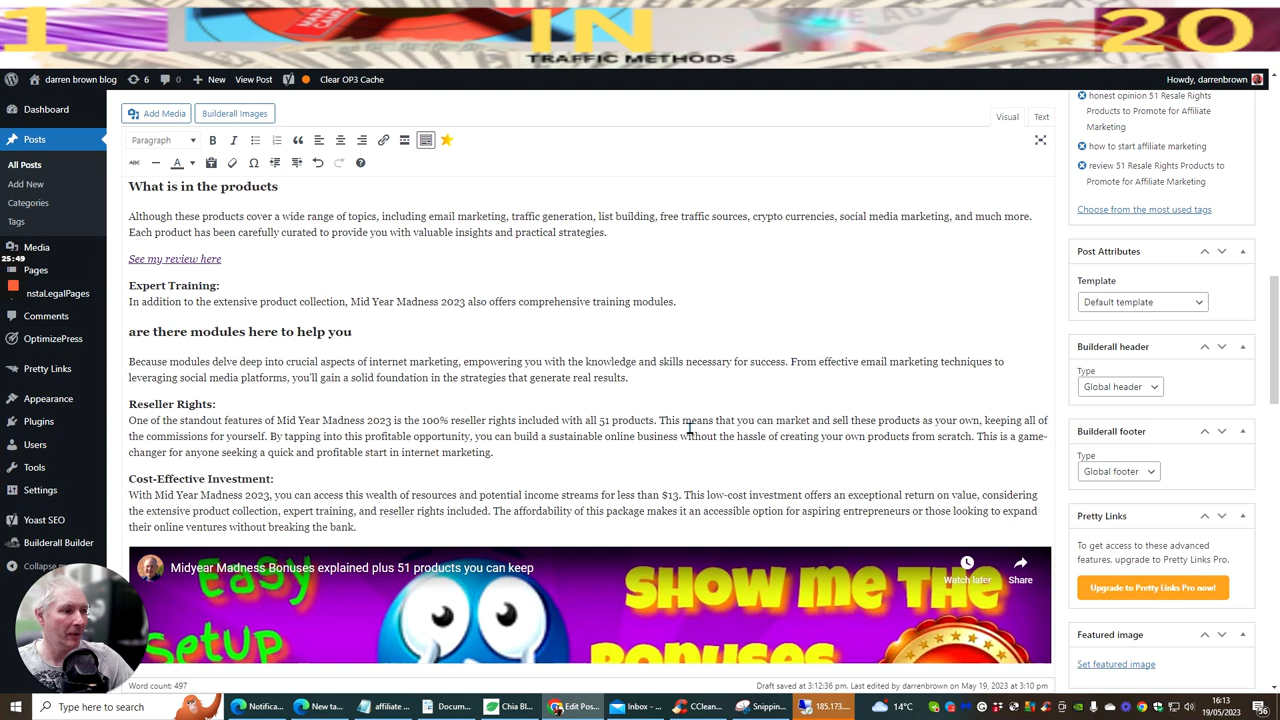 1 IN 20
TRAFFIC METHODS
darren brown blog 6 0 New View Post Clear OP3 Cache Howdy, darrenbrown
Dashboard
Posts
All Posts
Add New
Categories
Tags
Media
25:49
Pages
nstaLegalPages
Comments
OptimizePress
Pretty Links
Appearance
Plugins
Users
Tools
Settings
Yoast SEO
Builderall Builder
Collapse
Add Media Builderall Images
Visual Text
Paragraph B I
ABC A
What is in the products
Although these products cover a wide range of topics, including email marketing, traffic generation, list building, free traffic sources, crypto currencies, social media marketing, and much more.
Each product has been carefully curated to provide you with valuable insights and practical strategies.
See my review here
Expert Training:
In addition to the extensive product collection, Mid Year Madness 2023 also offers comprehensive training modules.
are there modules here to help you
Because modules delve deep into crucial aspects of internet marketing, empowering you with the knowledge and skills necessary for success. From effective email marketing techniques to
leveraging social media platforms, you'll gain a solid foundation in the strategies that generate real results.
Reseller Rights:
One of the standout features of Mid Year Madness 2023 is the 100% reseller rights included with all 51 products. This means that you can market and sell these products as your own, keeping all of
the commissions for yourself. By tapping into this profitable opportunity, you can build a sustainable online business without the hassle of creating your own products from scratch. This is a game-
changer for anyone seeking a quick and profitable start in internet marketing.
Cost-Effective Investment:
With Mid Year Madness 2023, you can access this wealth of resources and potential income streams for less than $13. This low-cost investment offers an exceptional return on value, considering
the extensive product collection, expert training, and reseller rights included. The affordability of this package makes it an accessible option for aspiring entrepreneurs or those looking to expand
their online ventures without breaking the bank.
Midyear Madness Bonuses explained plus 51 products you can keep
Watch later Share
Easy
Setup
SHOW ME THE
BONUSES
Word count: 497 Draft saved at 3:12:36 pm. Last edited by darrenbrown on May 19, 2023 at 3:10 pm
honest opinion 51 Resale Rights
Products to Promote for Affiliate
Marketing
how to start affiliate marketing
review 51 Resale Rights Products to
Promote for Affiliate Marketing
Choose from the most used tags
Post Attributes
Template
Default template
Builderall header
Type
Global header
Builderall footer
Type
Global footer
Pretty Links
To get access to these advanced
features, upgrade to Pretty Links Pro.
Upgrade to Pretty Links Pro now!
Featured image
Set featured image
Type here to search
Notifica... New ta... affiliate ... Docum... Chia Bl... Edit Pos... Inbox - ... CClean... Snippin... 185.173.... 14°C
16:13
19/05/2023